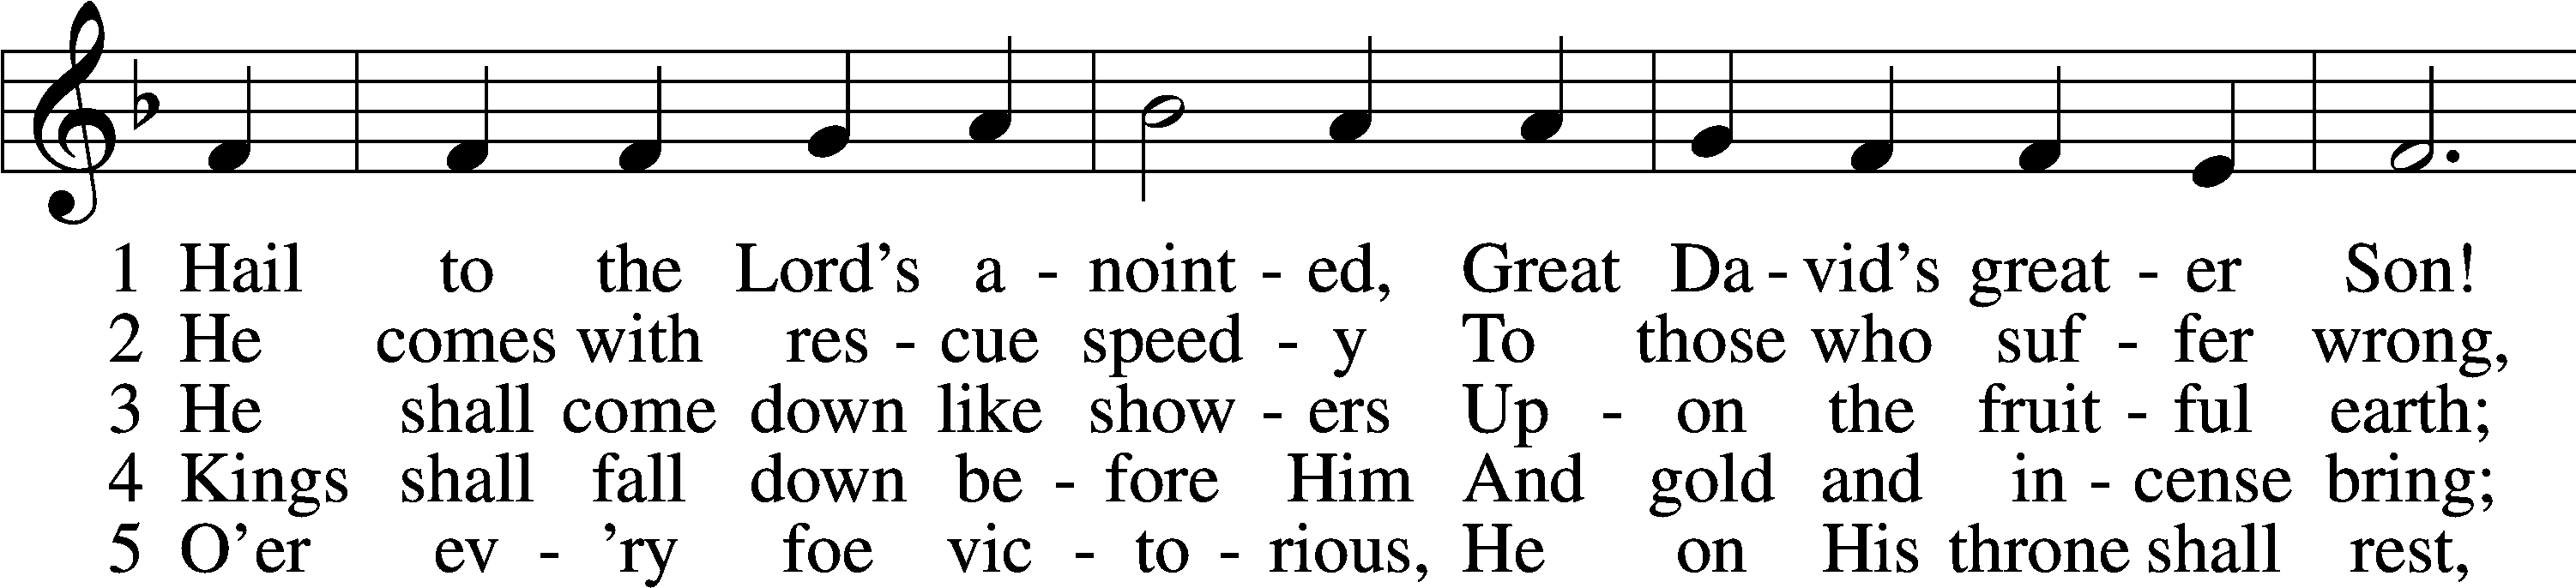 1 Hail to the Lord's a - noint - ed, Great Da - vid's great - er Son!
2 He comes with res - cue speed - y To those who suf - fer wrong,
3 He shall come down like show - ers Up - on the fruit - ful earth;
4 Kings shall fall down be - fore Him And gold and in - cense bring;
5 O'er ev - 'ry foe vic - to - rious, He on His throne shall rest,